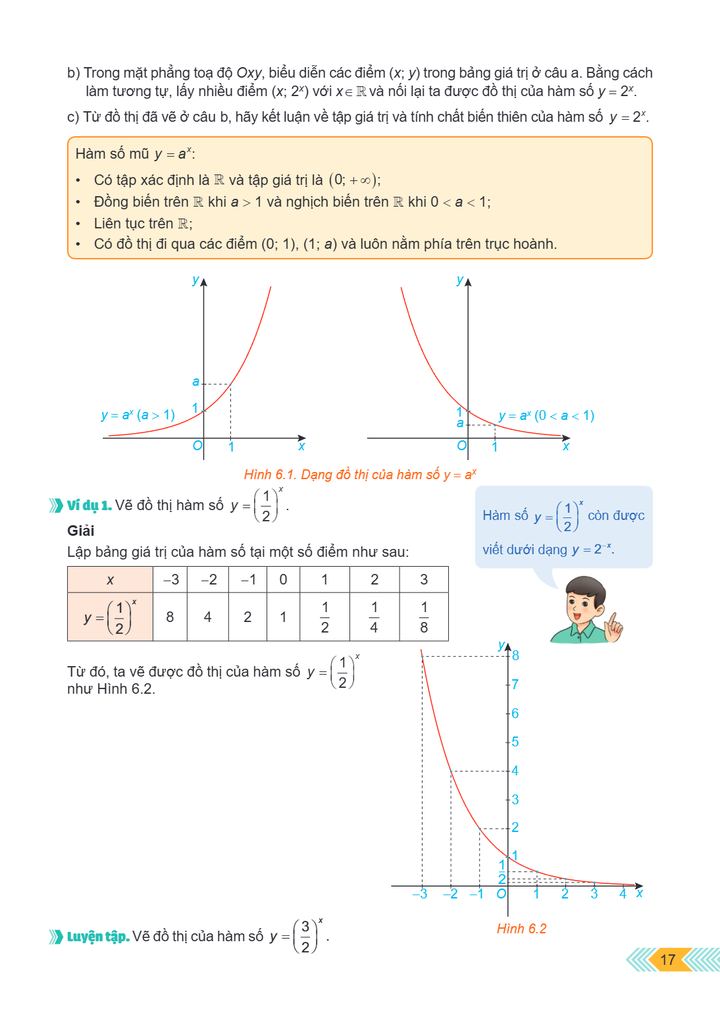 b) Trong mặt phẳng toạ độ Oxy, biểu diễn các điểm (x; y) trong bảng giá trị ở câu a. Bằng cách
làm tương tự, lấy nhiều điểm (x; 2ˣ) với x ∈ ℝ và nối lại ta được đồ thị của hàm số y = 2ˣ.
c) Từ đồ thị đã vẽ ở câu b, hãy kết luận về tập giá trị và tính chất biến thiên của hàm số y = 2ˣ.
Hàm số mũ y = aˣ:
• Có tập xác định là ℝ và tập giá trị là (0; +∞);
• Đồng biến trên ℝ khi a > 1 và nghịch biến trên ℝ khi 0 < a < 1;
• Liên tục trên ℝ;
• Có đồ thị đi qua các điểm (0; 1), (1; a) và luôn nằm phía trên trục hoành.
y
a
y = aˣ (a > 1) 1
O 1 x
y
1 y = aˣ (0 < a < 1)
a
O 1 x
Hình 6.1. Dạng đồ thị của hàm số y = aˣ
Ví dụ 1. Vẽ đồ thị hàm số y = (1/2)ˣ.
Giải
Lập bảng giá trị của hàm số tại một số điểm như sau:
Hàm số y = (1/2)ˣ còn được
viết dưới dạng y = 2⁻ˣ.
x −3 −2 −1 0 1 2 3
y = (1/2)ˣ 8 4 2 1 1/2 1/4 1/8
Từ đó, ta vẽ được đồ thị của hàm số y = (1/2)ˣ
như Hình 6.2.
y
8
7
6
5
4
3
2
1
1/2
−3 −2 −1 O 1 2 3 4 x
Hình 6.2
Luyện tập. Vẽ đồ thị của hàm số y = (3/2)ˣ.
17